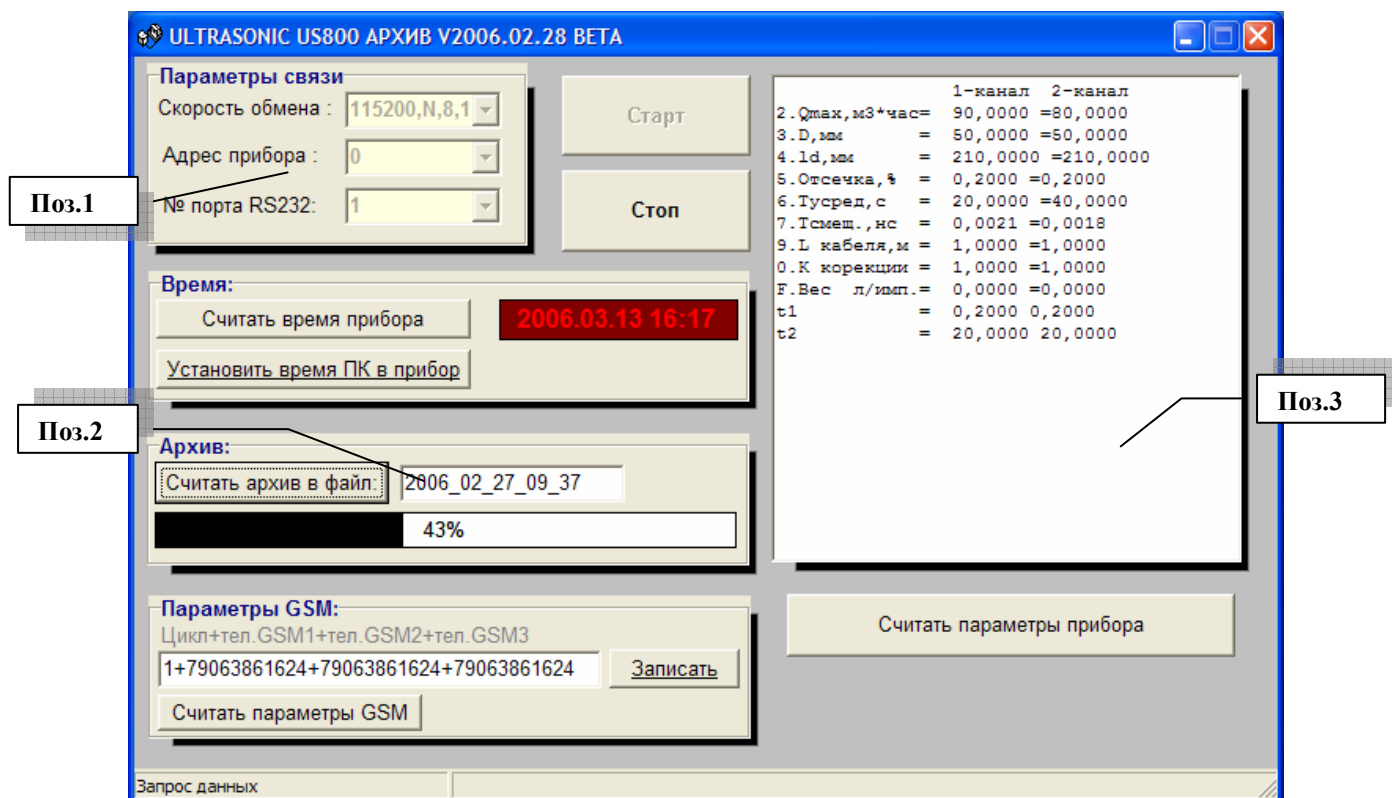 ULTRASONIC US800 АРХИВ V2006.02.28 BETA
Параметры связи
Скорость обмена : 115200,N,8,1
Адрес прибора : 0
№ порта RS232: 1
Старт
Стоп
Поз.1
Время:
Считать время прибора 2006.03.13 16:17
Установить время ПК в прибор
Поз.2
Архив:
Считать архив в файл: 2006_02_27_09_37
43%
Параметры GSM:
Цикл+тел.GSM1+тел.GSM2+тел.GSM3
1+79063861624+79063861624+79063861624 Записать
Считать параметры GSM
1-канал 2-канал
2.Qmax,м3*час= 90,0000 =80,0000
3.D,мм = 50,0000 =50,0000
4.ld,мм = 210,0000 =210,0000
5.Отсечка,% = 0,2000 =0,2000
6.Тусред,с = 20,0000 =40,0000
7.Тсмещ.,нс = 0,0021 =0,0018
9.L кабеля,м = 1,0000 =1,0000
0.К корекции = 1,0000 =1,0000
F.Вес л/имп.= 0,0000 =0,0000
t1 = 0,2000 0,2000
t2 = 20,0000 20,0000
Поз.3
Считать параметры прибора
Запрос данных